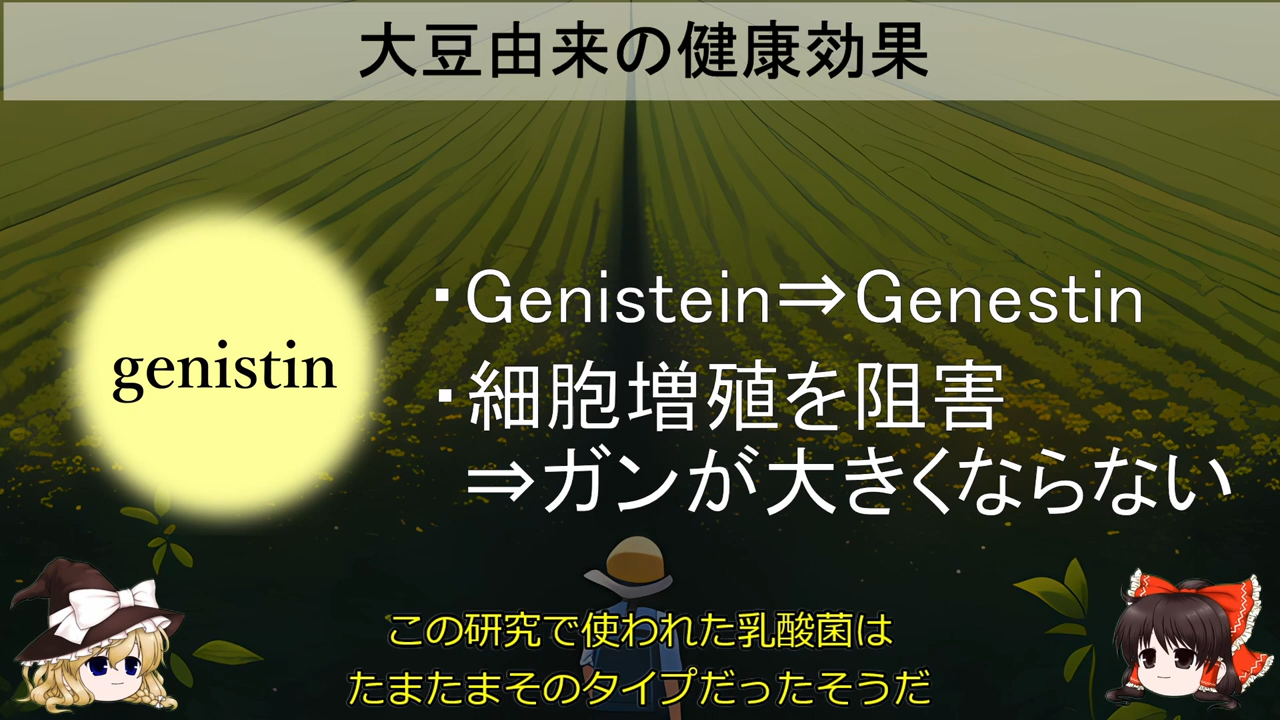 大豆由来の健康効果
genistin
・Genistein⇒Genestin
・細胞増殖を阻害
⇒ガンが大きくならない
この研究で使われた乳酸菌は
たまたまそのタイプだったそうだ